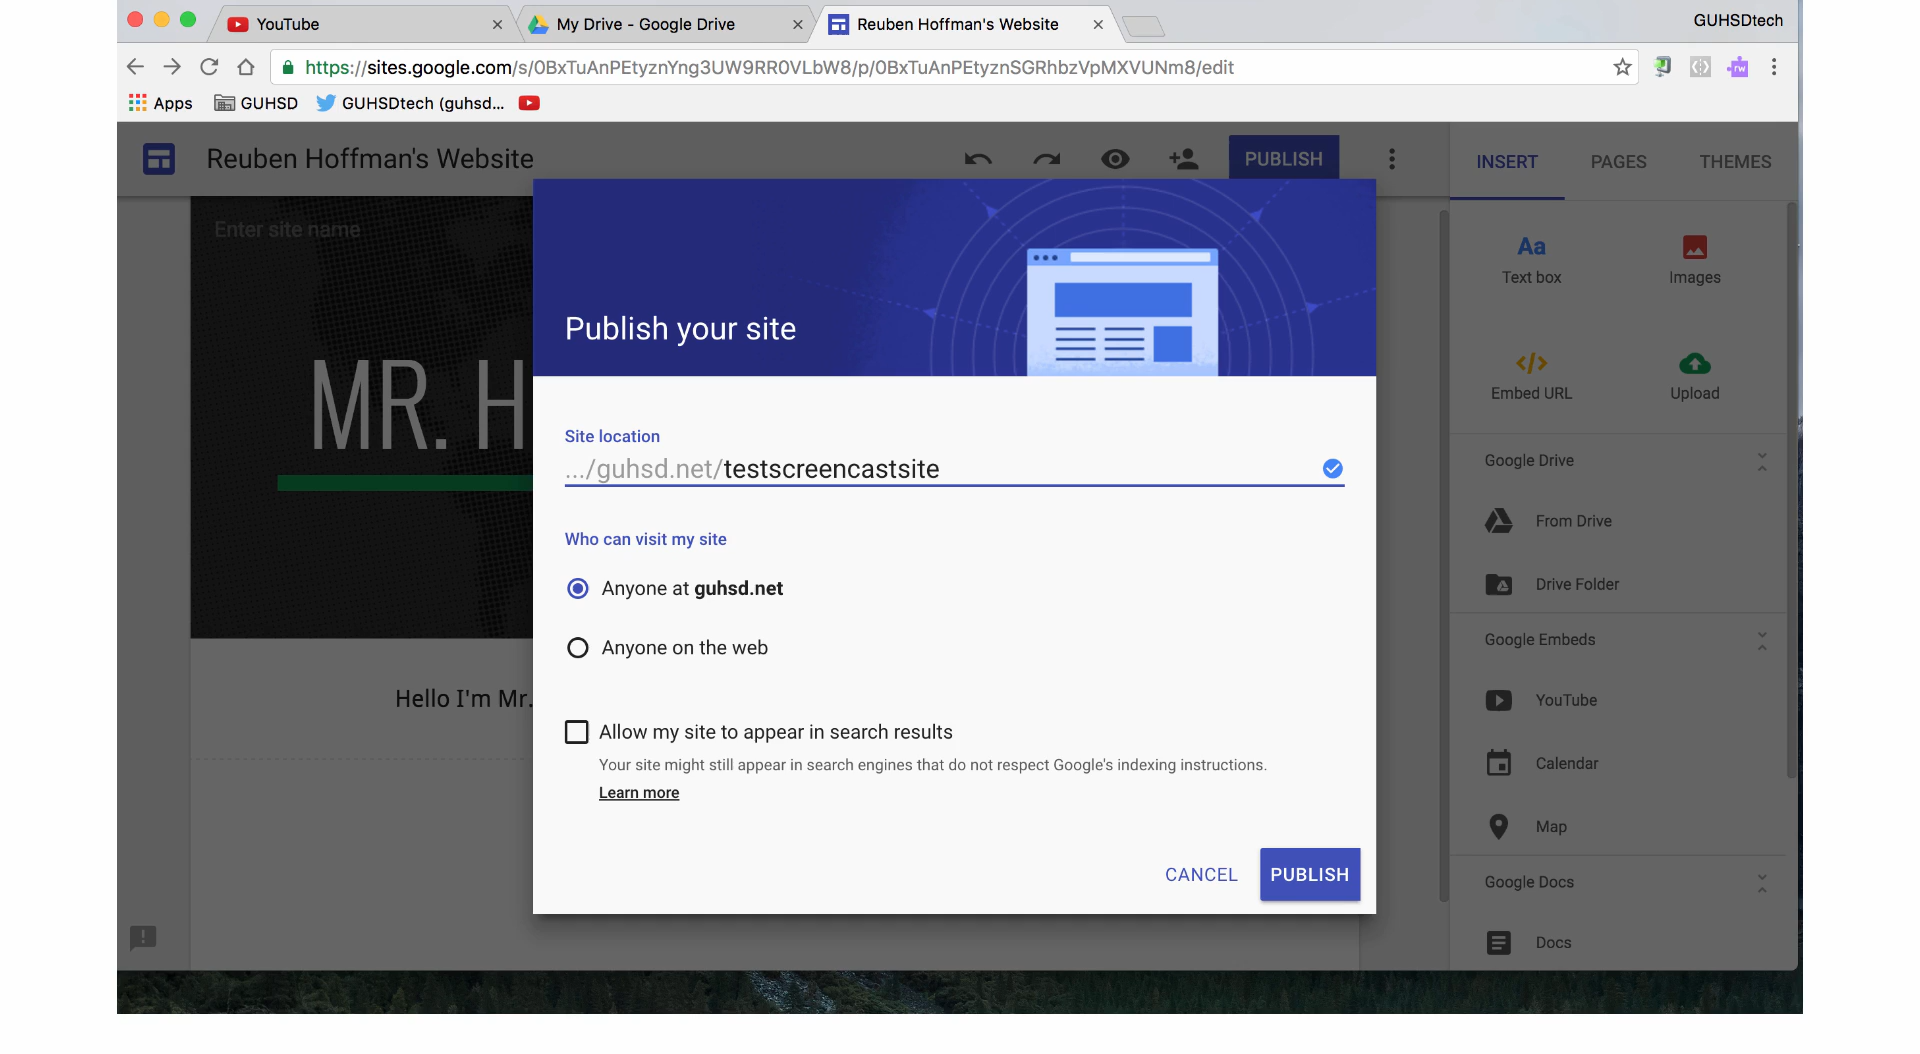 YouTube
My Drive - Google Drive
Reuben Hoffman's Website
GUHSDtech
https://sites.google.com/s/0BxTuAnPEtyznYng3UW9RR0VLbW8/p/0BxTuAnPEtyznSGRhbzVpMXVUNm8/edit
rw
Apps
GUHSD
GUHSDtech (guhsd...
Reuben Hoffman's Website
PUBLISH
INSERT
PAGES
THEMES
Enter site name
MR. H
Hello I'm Mr.
Publish your site
Site location
.../guhsd.net/testscreencastsite
Who can visit my site
Anyone at guhsd.net
Anyone on the web
Allow my site to appear in search results
Your site might still appear in search engines that do not respect Google's indexing instructions.
Learn more
CANCEL
PUBLISH
Aa
Text box
Images
Embed URL
Upload
Google Drive
From Drive
Drive Folder
Google Embeds
YouTube
Calendar
Map
Google Docs
Docs